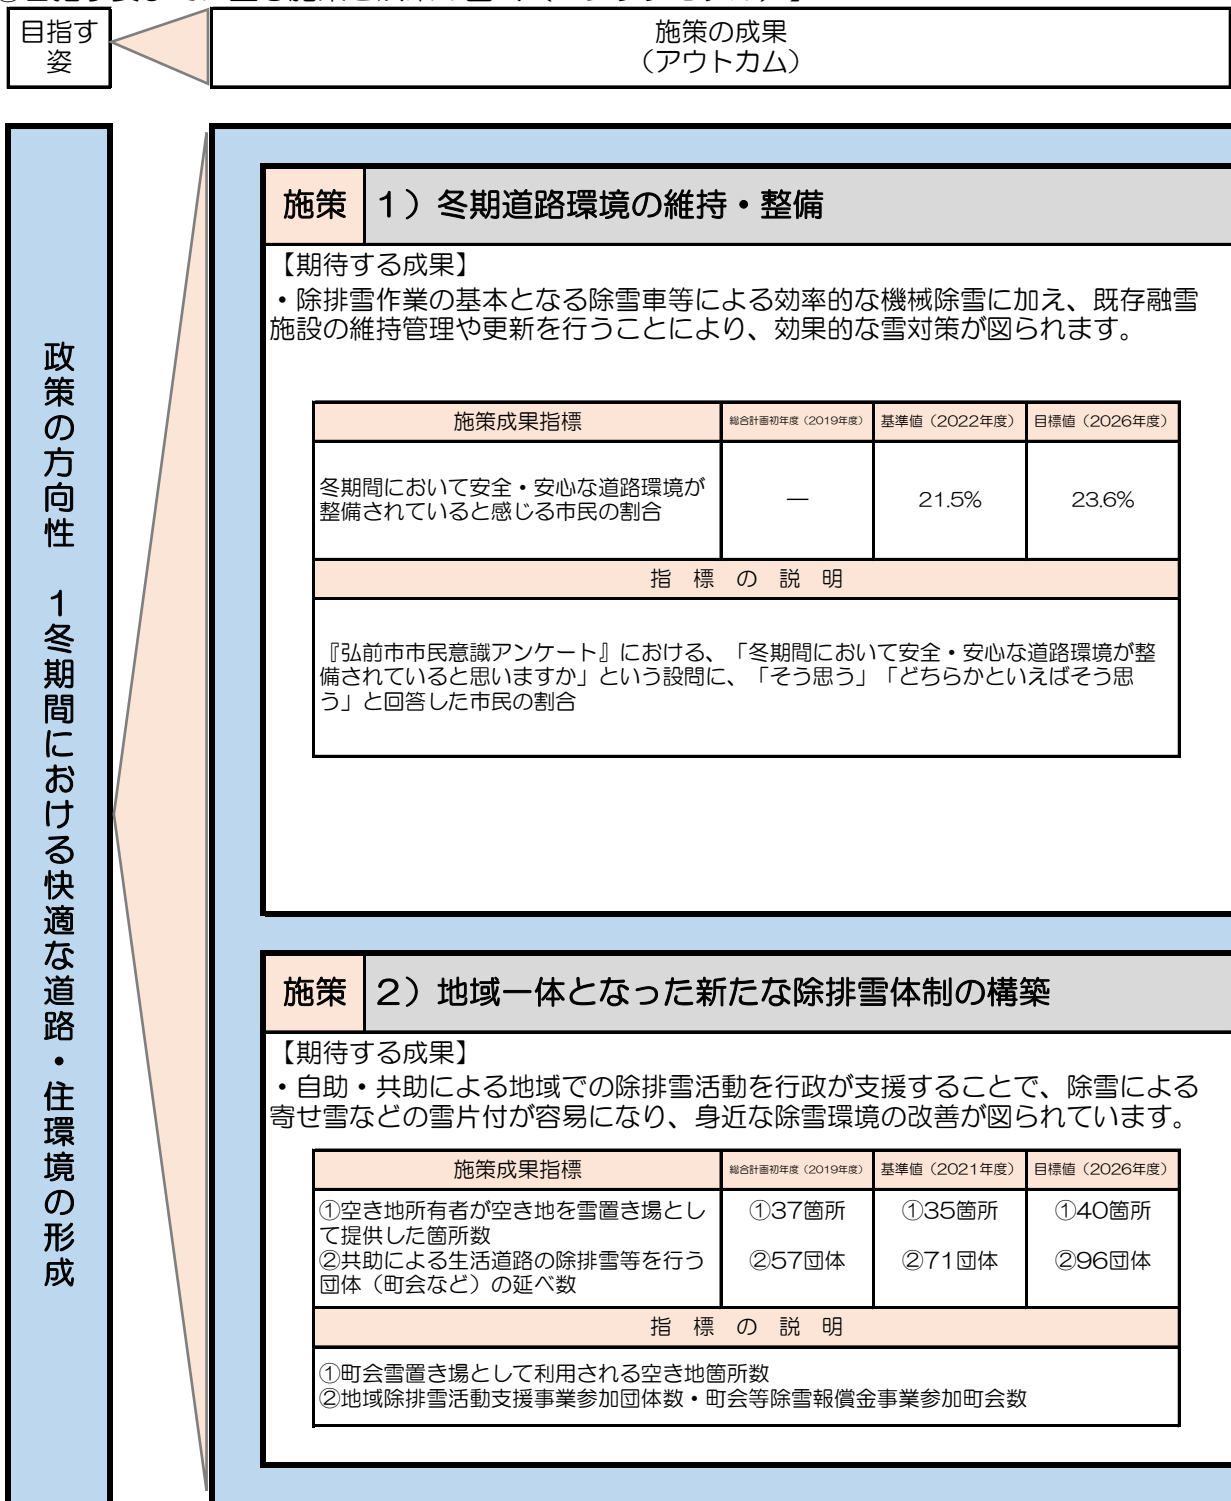 目指す
姿
施策の成果
（アウトカム）
政策の方向性　１冬期間における快適な道路・住環境の形成
施策
１）冬期道路環境の維持・整備
【期待する成果】
・除排雪作業の基本となる除雪車等による効率的な機械除雪に加え、既存融雪
施設の維持管理や更新を行うことにより、効果的な雪対策が図られます。
施策成果指標
総合計画初年度（2019年度）
基準値（2022年度）
目標値（2026年度）
冬期間において安全・安心な道路環境が
整備されていると感じる市民の割合
―
21.5%
23.6%
指　標　の　説　明
『弘前市市民意識アンケート』における、「冬期間において安全・安心な道路環境が整
備されていると思いますか」という設問に、「そう思う」「どちらかといえばそう思
う」と回答した市民の割合
施策
２）地域一体となった新たな除排雪体制の構築
【期待する成果】
・自助・共助による地域での除排雪活動を行政が支援することで、除雪による
寄せ雪などの雪片付が容易になり、身近な除雪環境の改善が図られています。
施策成果指標
総合計画初年度（2019年度）
基準値（2021年度）
目標値（2026年度）
①空き地所有者が空き地を雪置き場とし
て提供した箇所数
②共助による生活道路の除排雪等を行う
団体（町会など）の延べ数
①37箇所
②57団体
①35箇所
②71団体
①40箇所
②96団体
指　標　の　説　明
①町会雪置き場として利用される空き地箇所数
②地域除排雪活動支援事業参加団体数・町会等除雪報償金事業参加町会数